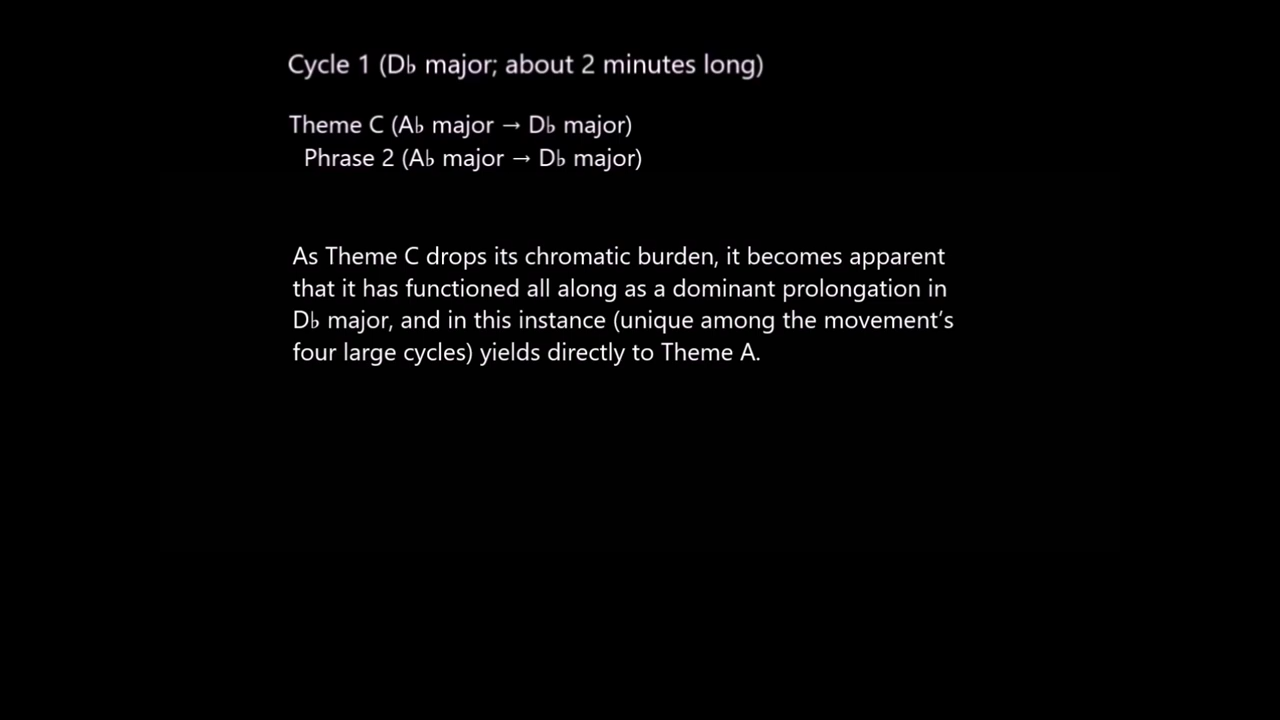 Cycle 1 (D♭ major; about 2 minutes long)
Theme C (A♭ major → D♭ major)
Phrase 2 (A♭ major → D♭ major)
As Theme C drops its chromatic burden, it becomes apparent
that it has functioned all along as a dominant prolongation in
D♭ major, and in this instance (unique among the movement’s
four large cycles) yields directly to Theme A.